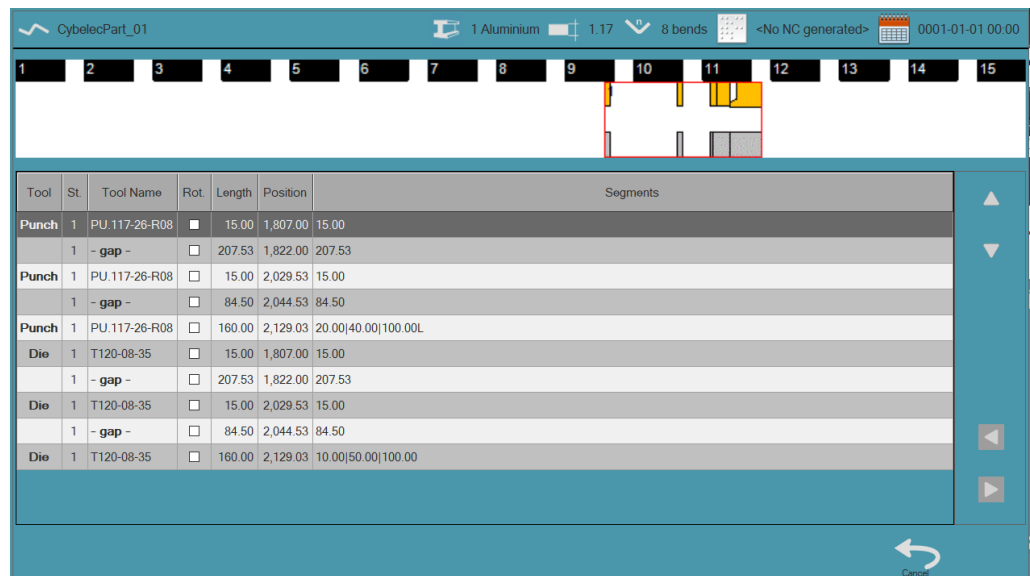 CybelecPart_01 1 Aluminium 1.17 n 8 bends <No NC generated> 0001-01-01 00:00
1 2 3 4 5 6 7 8 9 10 11 12 13 14 15
Tool St. Tool Name Rot. Length Position Segments
Punch 1 PU.117-26-R08 15.00 1,807.00 15.00
1 - gap - 207.53 1,822.00 207.53
Punch 1 PU.117-26-R08 15.00 2,029.53 15.00
1 - gap - 84.50 2,044.53 84.50
Punch 1 PU.117-26-R08 160.00 2,129.03 20.00|40.00|100.00L
Die 1 T120-08-35 15.00 1,807.00 15.00
1 - gap - 207.53 1,822.00 207.53
Die 1 T120-08-35 15.00 2,029.53 15.00
1 - gap - 84.50 2,044.53 84.50
Die 1 T120-08-35 160.00 2,129.03 10.00|50.00|100.00
Cancel